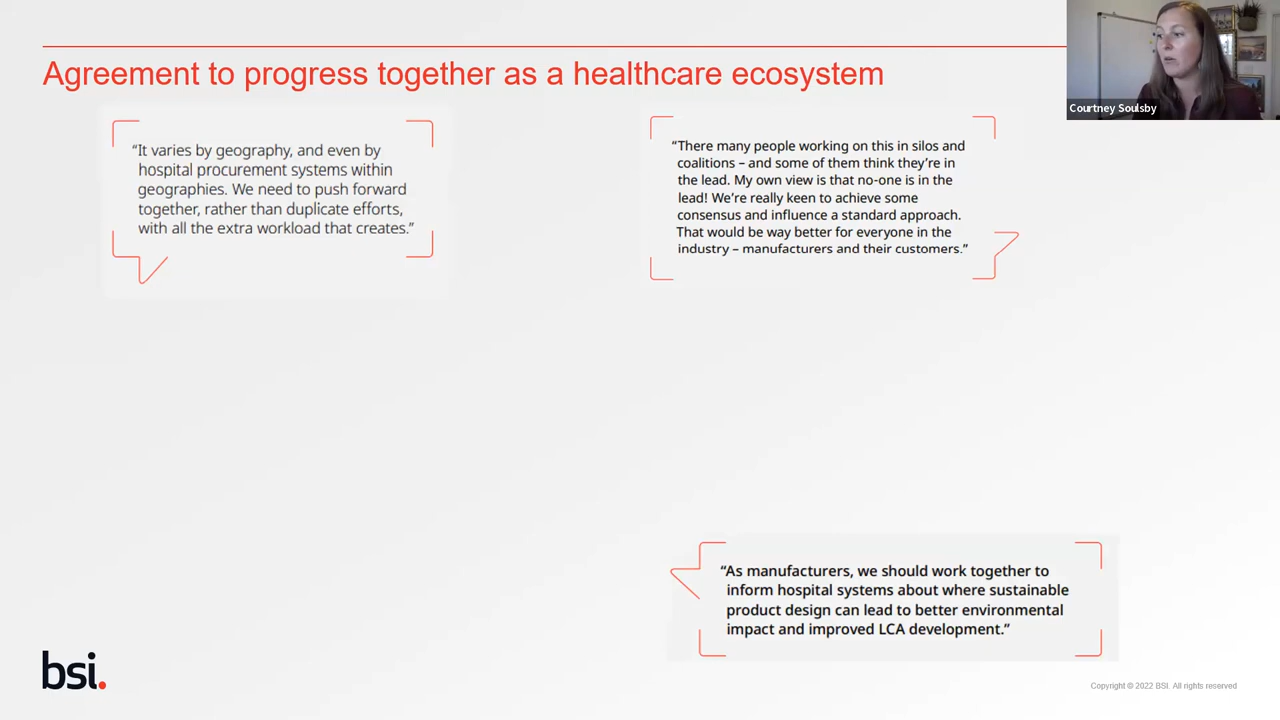 Agreement to progress together as a healthcare ecosystem
Courtney Soulsby
“It varies by geography, and even by
hospital procurement systems within
geographies. We need to push forward
together, rather than duplicate efforts,
with all the extra workload that creates.”
“There many people working on this in silos and
coalitions – and some of them think they’re in
the lead. My own view is that no-one is in the
lead! We’re really keen to achieve some
consensus and influence a standard approach.
That would be way better for everyone in the
industry – manufacturers and their customers.”
“As manufacturers, we should work together to
inform hospital systems about where sustainable
product design can lead to better environmental
impact and improved LCA development.”
bsi.
Copyright © 2022 BSI. All rights reserved